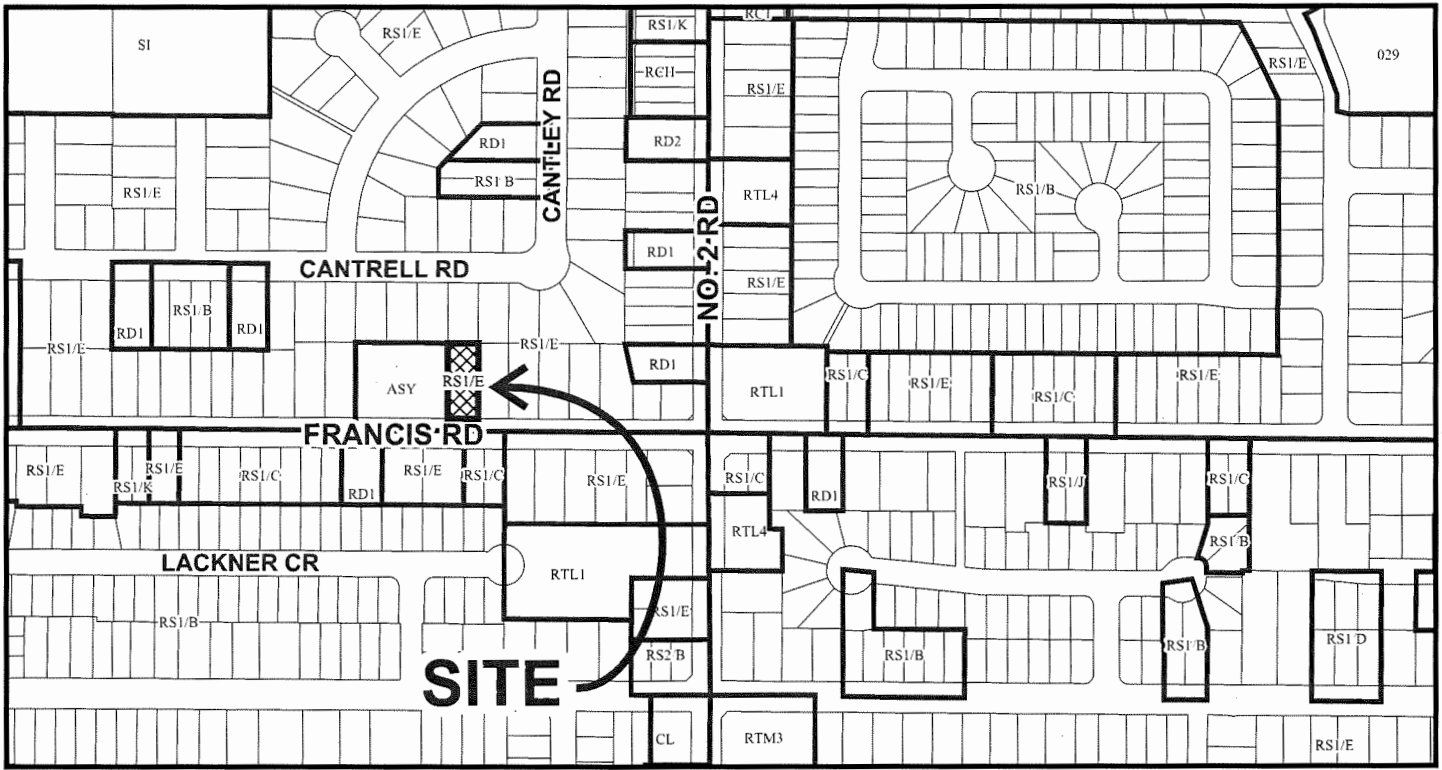 SI
RS1/E
RS1/K
RC1
RCH
RS1/E
RS1/E
029
CANTLEY RD
RD1
RD2
RS1/E
RS1 B
RS1/B
RTL4
NO. 2 RD
RD1
CANTRELL RD
RS1/E
RS1/B
RD1
RD1
RS1/E
RS1/E
RD1
ASY
RS1/E
RTL1
RS1/C
RS1/E
RS1/C
RS1/E
FRANCIS RD
RS1/E
RS1/K
RS1/E
RS1/C
RD1
RS1/E
RS1/C
RS1/E
RS1/C
RD1
RS1/J
RS1/C
RTL4
RS1 B
LACKNER CR
RTL1
RS1/E
RS1/B
RS2 B
RS1/B
RS1 B
RS1 D
SITE
CL
RTM3
RS1/E